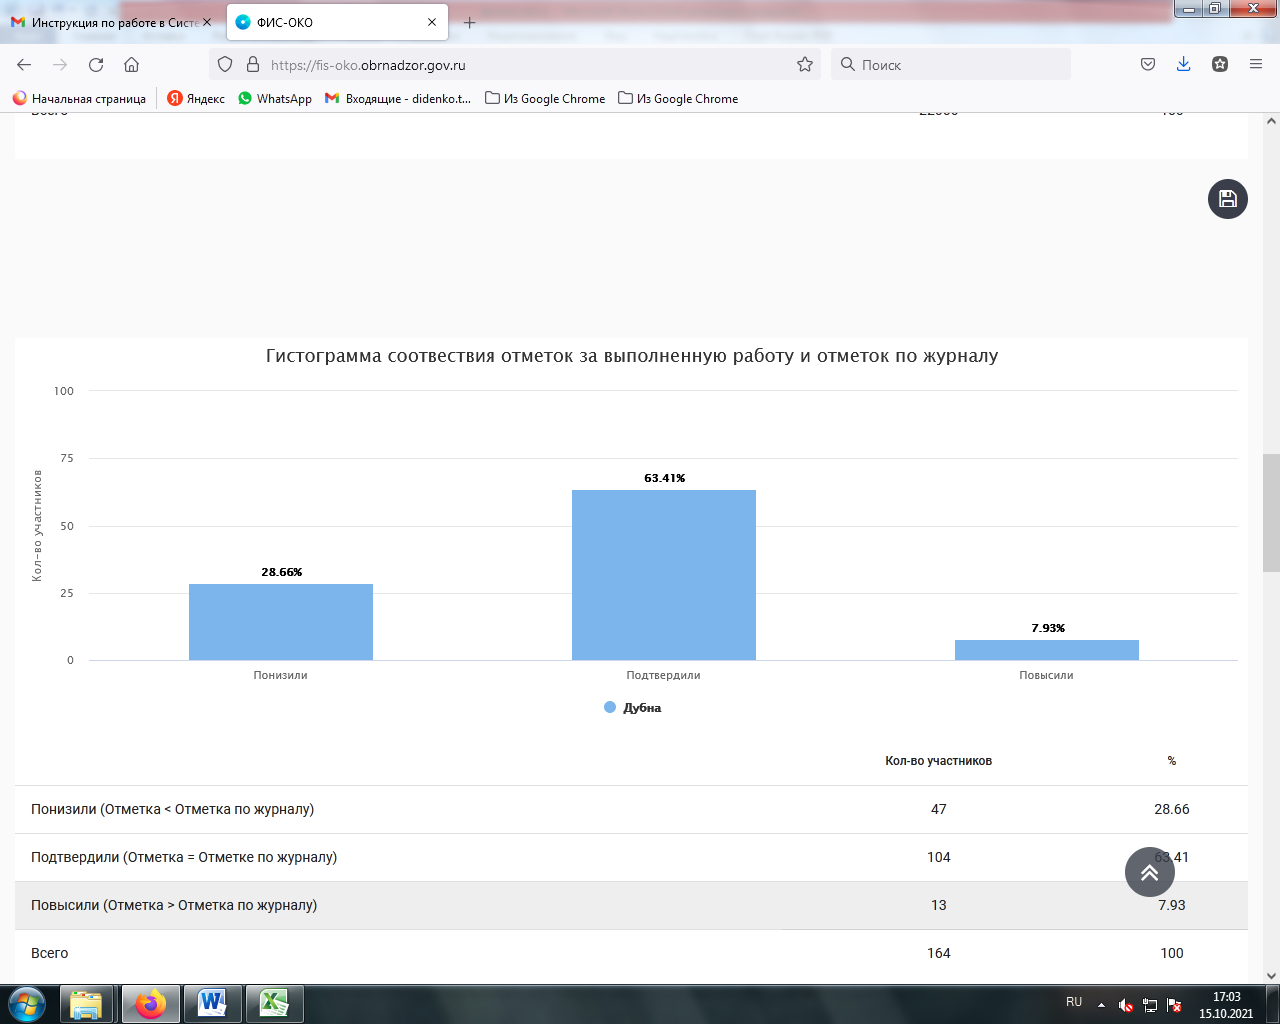 Инструкция по работе в Систе
ФИС-ОКО
https://fis-oko.obrnadzor.gov.ru
Поиск
Начальная страница
Яндекс
WhatsApp
Входящие - didenko.t...
Из Google Chrome
Из Google Chrome
Гистограмма соотвествия отметок за выполненную работу и отметок по журналу
100
75
50
25
0
Кол-во участников
28.66%
63.41%
7.93%
Понизили
Подтвердили
Повысили
Дубна
Кол-во участников %
Понизили (Отметка < Отметка по журналу) 47 28.66
Подтвердили (Отметка = Отметке по журналу) 104 63.41
Повысили (Отметка > Отметка по журналу) 13 7.93
Всего 164 100
RU
17:03
15.10.2021